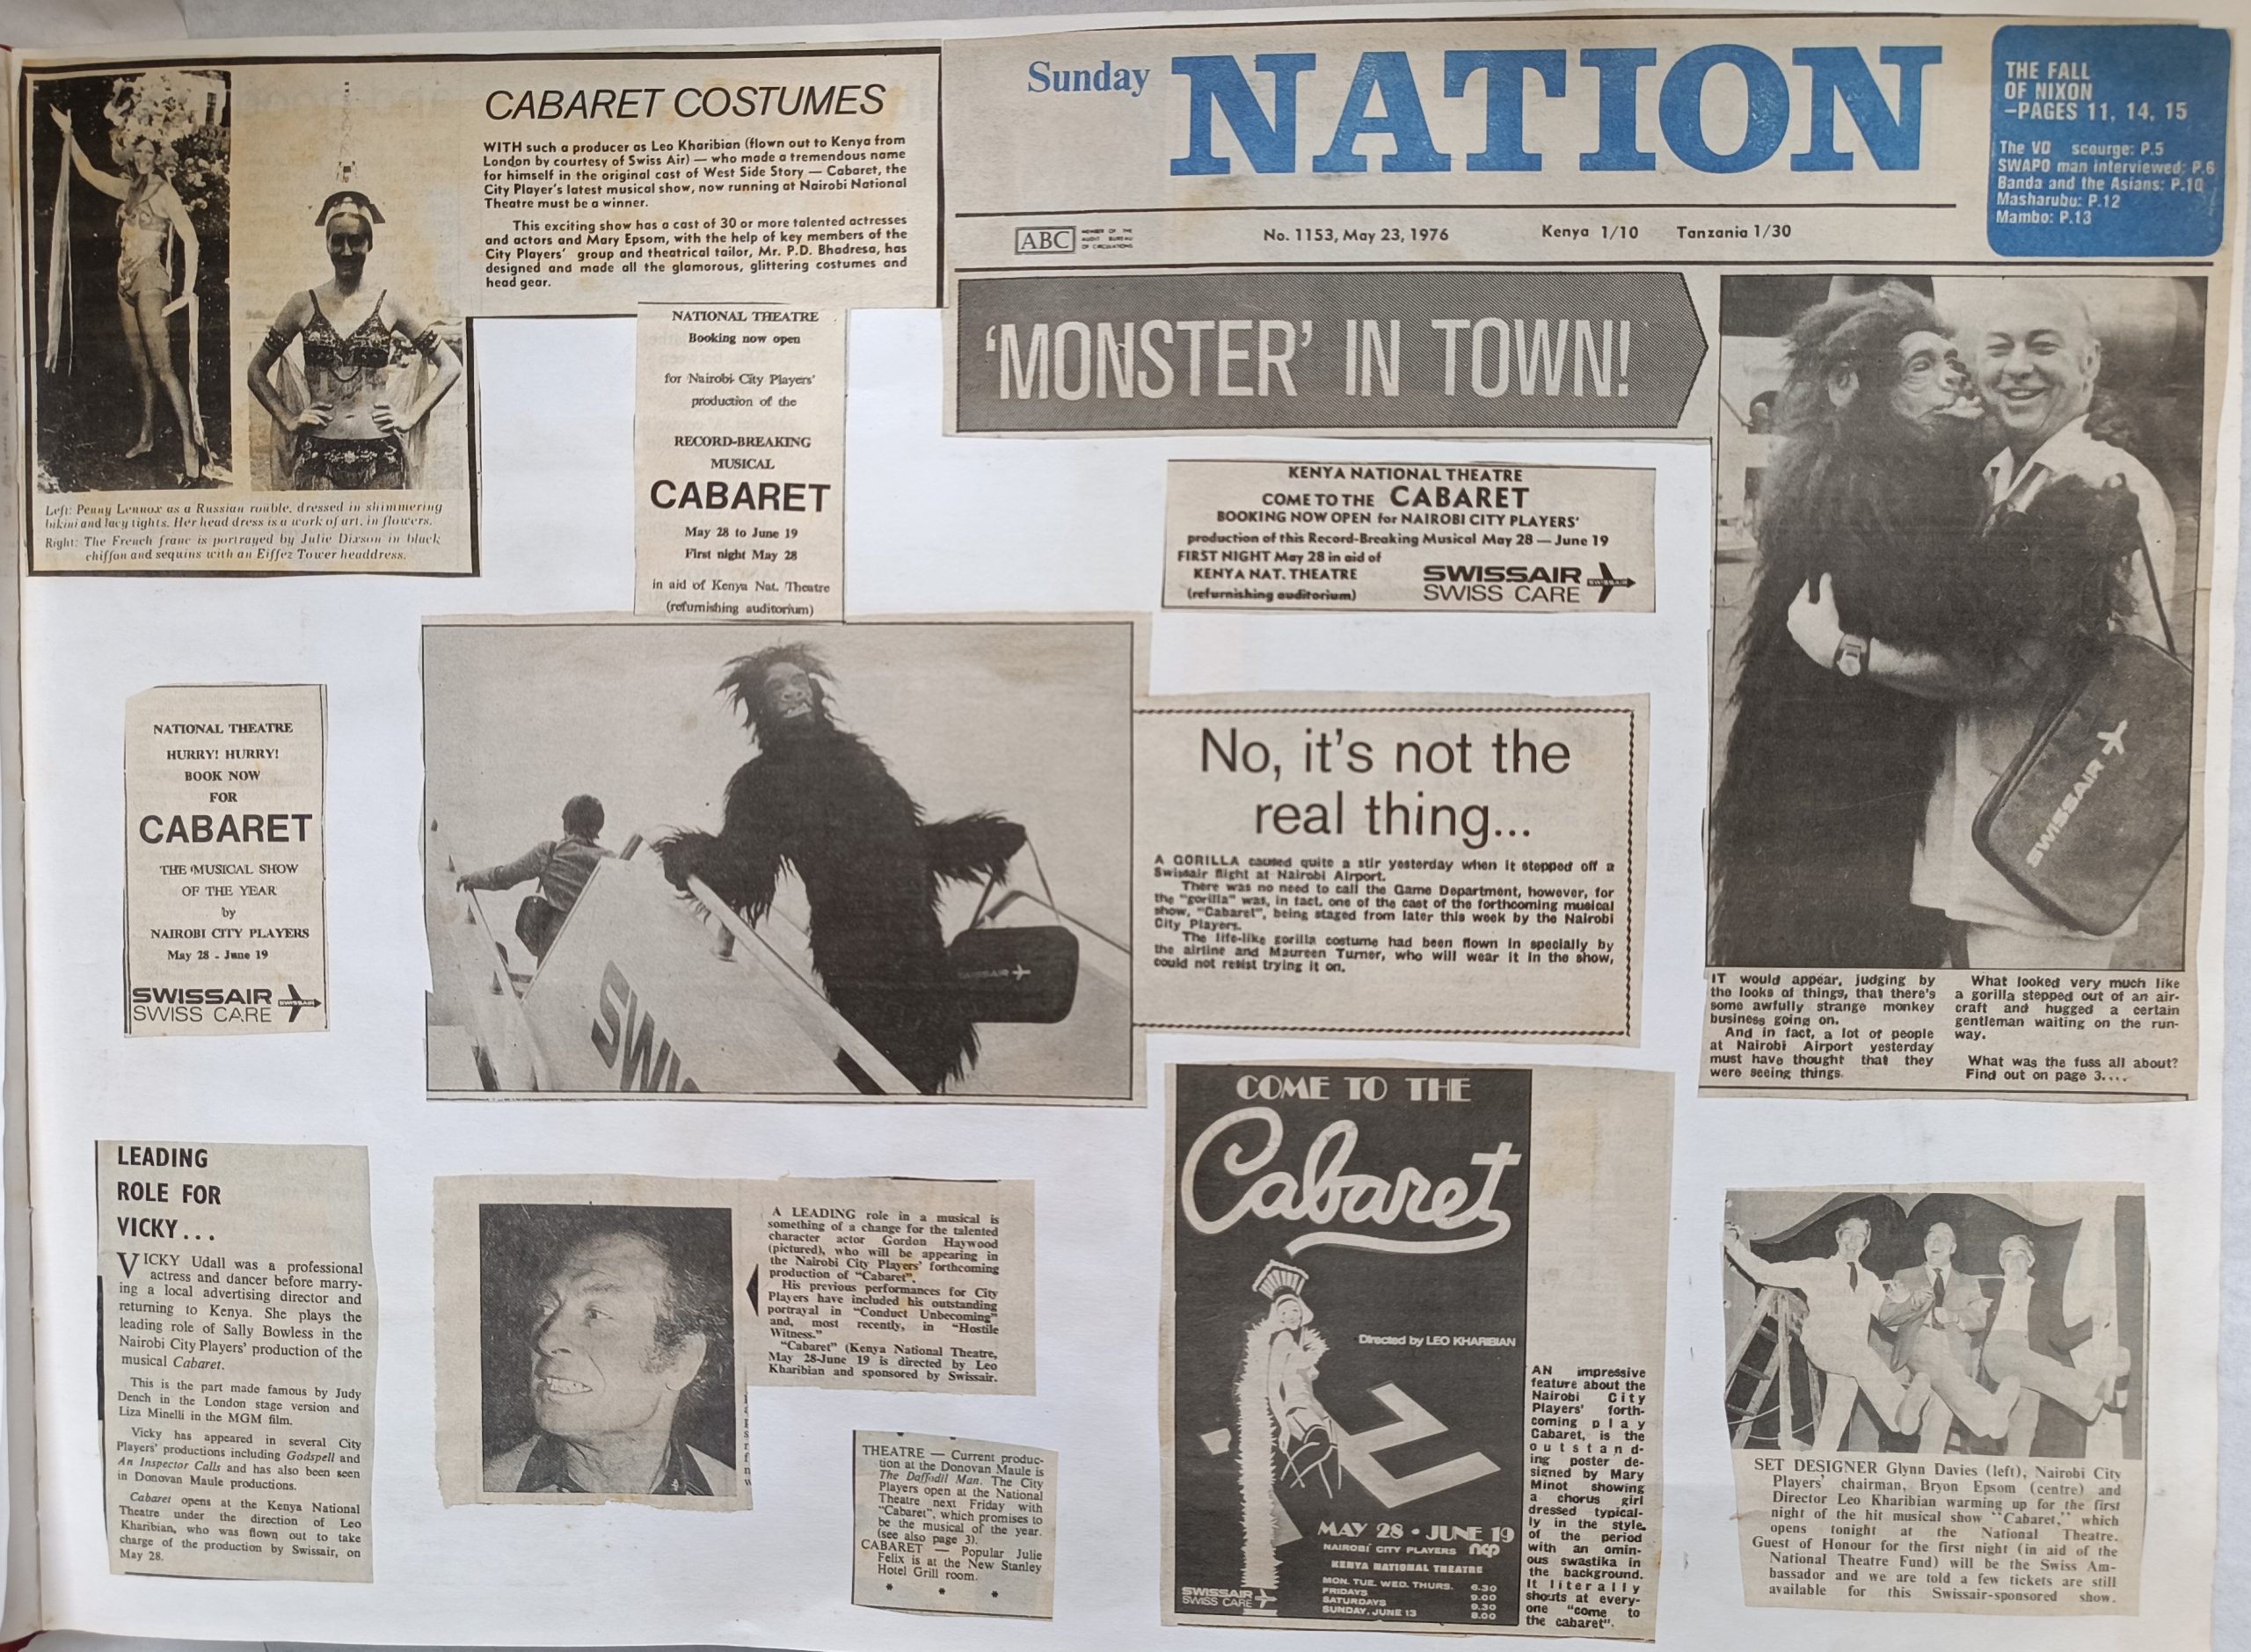 CABARET COSTUMES
WITH such a producer as Leo Kharibian (flown out to Kenya from
London by courtesy of Swiss Air) — who made a tremendous name
for himself in the original cast of West Side Story — Cabaret, the
City Player's latest musical show, now running at Nairobi National
Theatre must be a winner.
This exciting show has a cast of 30 or more talented actresses
and actors and Mary Epsom, with the help of key members of the
City Players' group and theatrical tailor, Mr. P.D. Bhadresa, has
designed and made all the glamorous, glittering costumes and
head gear.
Left: Penny Lennox as a Russian rouble, dressed in shimmering
bikini and lacy tights. Her head dress is a work of art, in flowers.
Right: The French franc is portrayed by Julie Dixson in black
chiffon and sequins with an Eiffez Tower headdress.
Sunday NATION
THE FALL
OF NIXON
—PAGES 11, 14, 15
The VD scourge: P.5
SWAPO man interviewed: P.6
Banda and the Asians: P.10
Masharubu: P.12
Mambo: P.13
ABC
MEMBER OF THE
AUDIT BUREAU
OF CIRCULATIONS
No. 1153, May 23, 1976 Kenya 1/10 Tanzania 1/30
'MONSTER' IN TOWN!
NATIONAL THEATRE
Booking now open
for Nairobi City Players'
production of the
RECORD-BREAKING
MUSICAL
CABARET
May 28 to June 19
First night May 28
in aid of Kenya Nat. Theatre
(refurnishing auditorium)
KENYA NATIONAL THEATRE
COME TO THE CABARET
BOOKING NOW OPEN for NAIROBI CITY PLAYERS'
production of this Record-Breaking Musical May 28 — June 19
FIRST NIGHT May 28 in aid of
KENYA NAT. THEATRE
(refurnishing auditorium)
SWISSAIR
SWISS CARE
SWISSAIR
IT would appear, judging by
the looks of things, that there's
some awfully strange monkey
business going on.
And in fact, a lot of people
at Nairobi Airport yesterday
must have thought that they
were seeing things.
What looked very much like
a gorilla stepped out of an air-
craft and hugged a certain
gentleman waiting on the run-
way.
What was the fuss all about?
Find out on page 3....
NATIONAL THEATRE
HURRY! HURRY!
BOOK NOW
FOR
CABARET
THE MUSICAL SHOW
OF THE YEAR
by
NAIROBI CITY PLAYERS
May 28 - June 19
SWISSAIR
SWISS CARE
SWISSAIR
SWI
No, it's not the
real thing...
A GORILLA caused quite a stir yesterday when it stepped off a
Swissair flight at Nairobi Airport.
There was no need to call the Game Department, however, for
the "gorilla" was, in fact, one of the cast of the forthcoming musical
show, "Cabaret", being staged from later this week by the Nairobi
City Players.
The life-like gorilla costume had been flown in specially by
the airline and Maureen Turner, who will wear it in the show,
could not resist trying it on.
LEADING
ROLE FOR
VICKY...
VICKY Udall was a professional
actress and dancer before marry-
ing a local advertising director and
returning to Kenya. She plays the
leading role of Sally Bowless in the
Nairobi City Players' production of the
musical Cabaret.
This is the part made famous by Judy
Dench in the London stage version and
Liza Minelli in the MGM film.
Vicky has appeared in several City
Players' productions including Godspell and
An Inspector Calls and has also been seen
in Donovan Maule productions.
Cabaret opens at the Kenya National
Theatre under the direction of Leo
Kharibian, who was flown out to take
charge of the production by Swissair, on
May 28.
A LEADING role in a musical is
something of a change for the talented
character actor Gordon Haywood
(pictured), who will be appearing in
the Nairobi City Players' forthcoming
production of "Cabaret".
His previous performances for City
Players have included his outstanding
portrayal in "Conduct Unbecoming"
and, most recently, in "Hostile
Witness."
"Cabaret" (Kenya National Theatre,
May 28-June 19 is directed by Leo
Kharibian and sponsored by Swissair.
THEATRE — Current produc-
tion at the Donovan Maule is
The Daffodil Man. The City
Players open at the National
Theatre next Friday with
"Cabaret", which promises to
be the musical of the year.
(see also page 3).
CABARET — Popular Julie
Felix is at the New Stanley
Hotel Grill room.
* * *
COME TO THE
Cabaret
Directed by LEO KHARIBIAN
MAY 28 • JUNE 19
NAIROBI CITY PLAYERS ncp
KENYA NATIONAL THEATRE
MON. TUE. WED. THURS. 6.30
FRIDAYS 9.00
SATURDAYS 9.30
SUNDAY, JUNE 13 8.00
SWISSAIR
SWISS CARE
AN impressive
feature about the
Nairobi City
Players' forth-
coming play
Cabaret, is the
outstand-
ing poster de-
signed by Mary
Minot showing
a chorus girl
dressed typical-
ly in the style
of the period
with an omin-
ous swastika in
the background.
It literally
shouts at every-
one "come to
the cabaret".
SET DESIGNER Glynn Davies (left), Nairobi City
Players' chairman, Bryon Epsom (centre) and
Director Leo Kharibian warming up for the first
night of the hit musical show "Cabaret," which
opens tonight at the National Theatre.
Guest of Honour for the first night (in aid of the
National Theatre Fund) will be the Swiss Am-
bassador and we are told a few tickets are still
available for this Swissair-sponsored show.